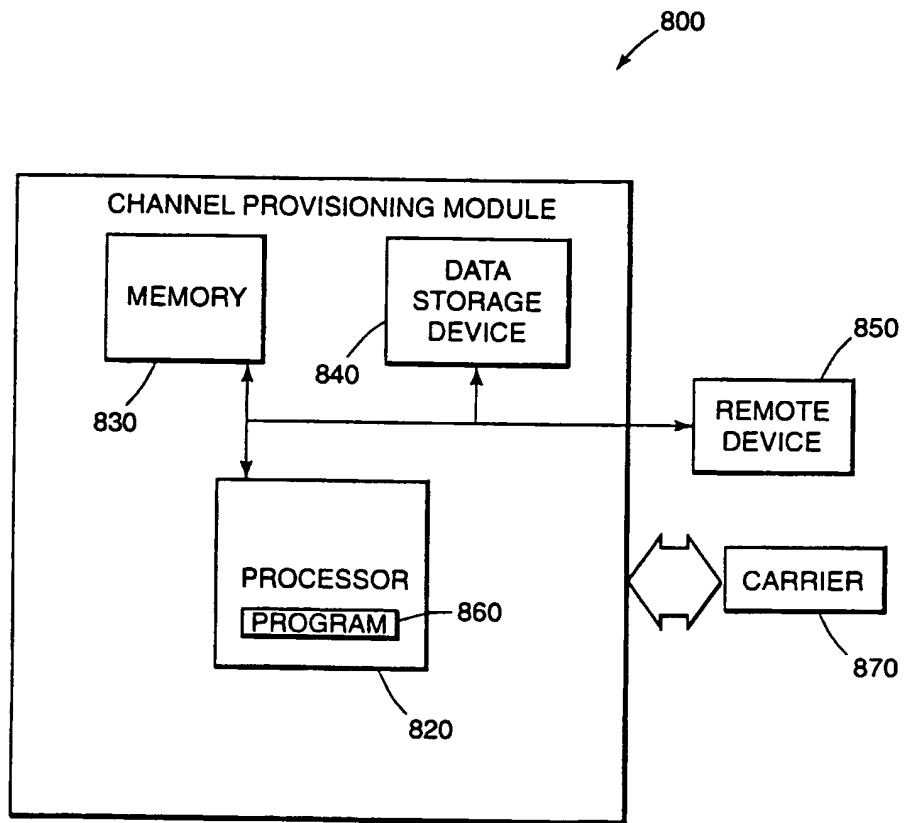 800
CHANNEL PROVISIONING MODULE
MEMORY
830
DATA
STORAGE
DEVICE
840
850
REMOTE
DEVICE
PROCESSOR
PROGRAM
860
820
CARRIER
870